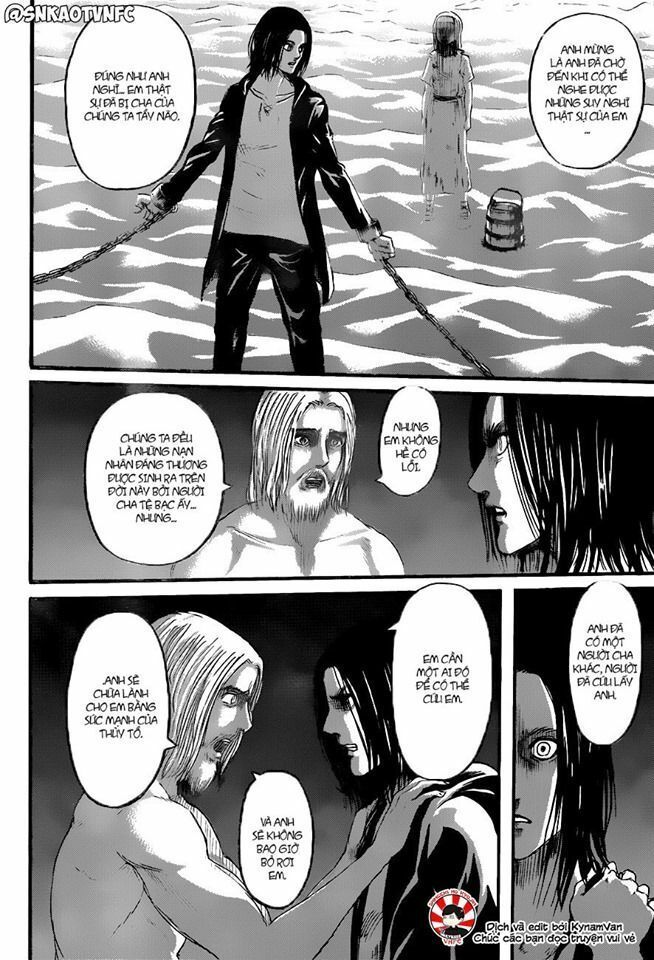 @SNKAOTVNFC
ANH MỪNG
LÀ ANH ĐÃ CHỜ
ĐẾN KHI CÓ THỂ
NGHE ĐƯỢC
NHỮNG SUY NGHĨ
THẬT SỰ CỦA EM
...
ĐÚNG NHƯ ANH
NGHĨ... EM THẬT
SỰ ĐÃ BỊ CHA CỦA
CHÚNG TA TẨY NÃO.
NHƯNG
EM KHÔNG
HỀ CÓ
LỖI.
CHÚNG TA ĐỀU
LÀ NHỮNG NẠN
NHÂN ĐÁNG THƯƠNG
ĐƯỢC SINH RA TRÊN
ĐỜI NÀY BỞI NGƯỜI
CHA TỆ BẠC ẤY...
NHƯNG...
ANH ĐÃ
CÓ MỘT
NGƯỜI CHA
KHÁC, NGƯỜI
ĐÃ CỨU LẤY
ANH.
EM CẦN
MỘT AI ĐÓ
ĐỂ CÓ THỂ
CỨU EM.
ANH SẼ
CHỮA LÀNH
CHO EM BẰNG
SỨC MẠNH CỦA
THỦY TỔ.
VÀ ANH
SẼ KHÔNG
BAO GIỜ
BỎ RƠI
EM.
Dịch và edit bởi KynamVan
Chúc các bạn đọc truyện vui vẻ